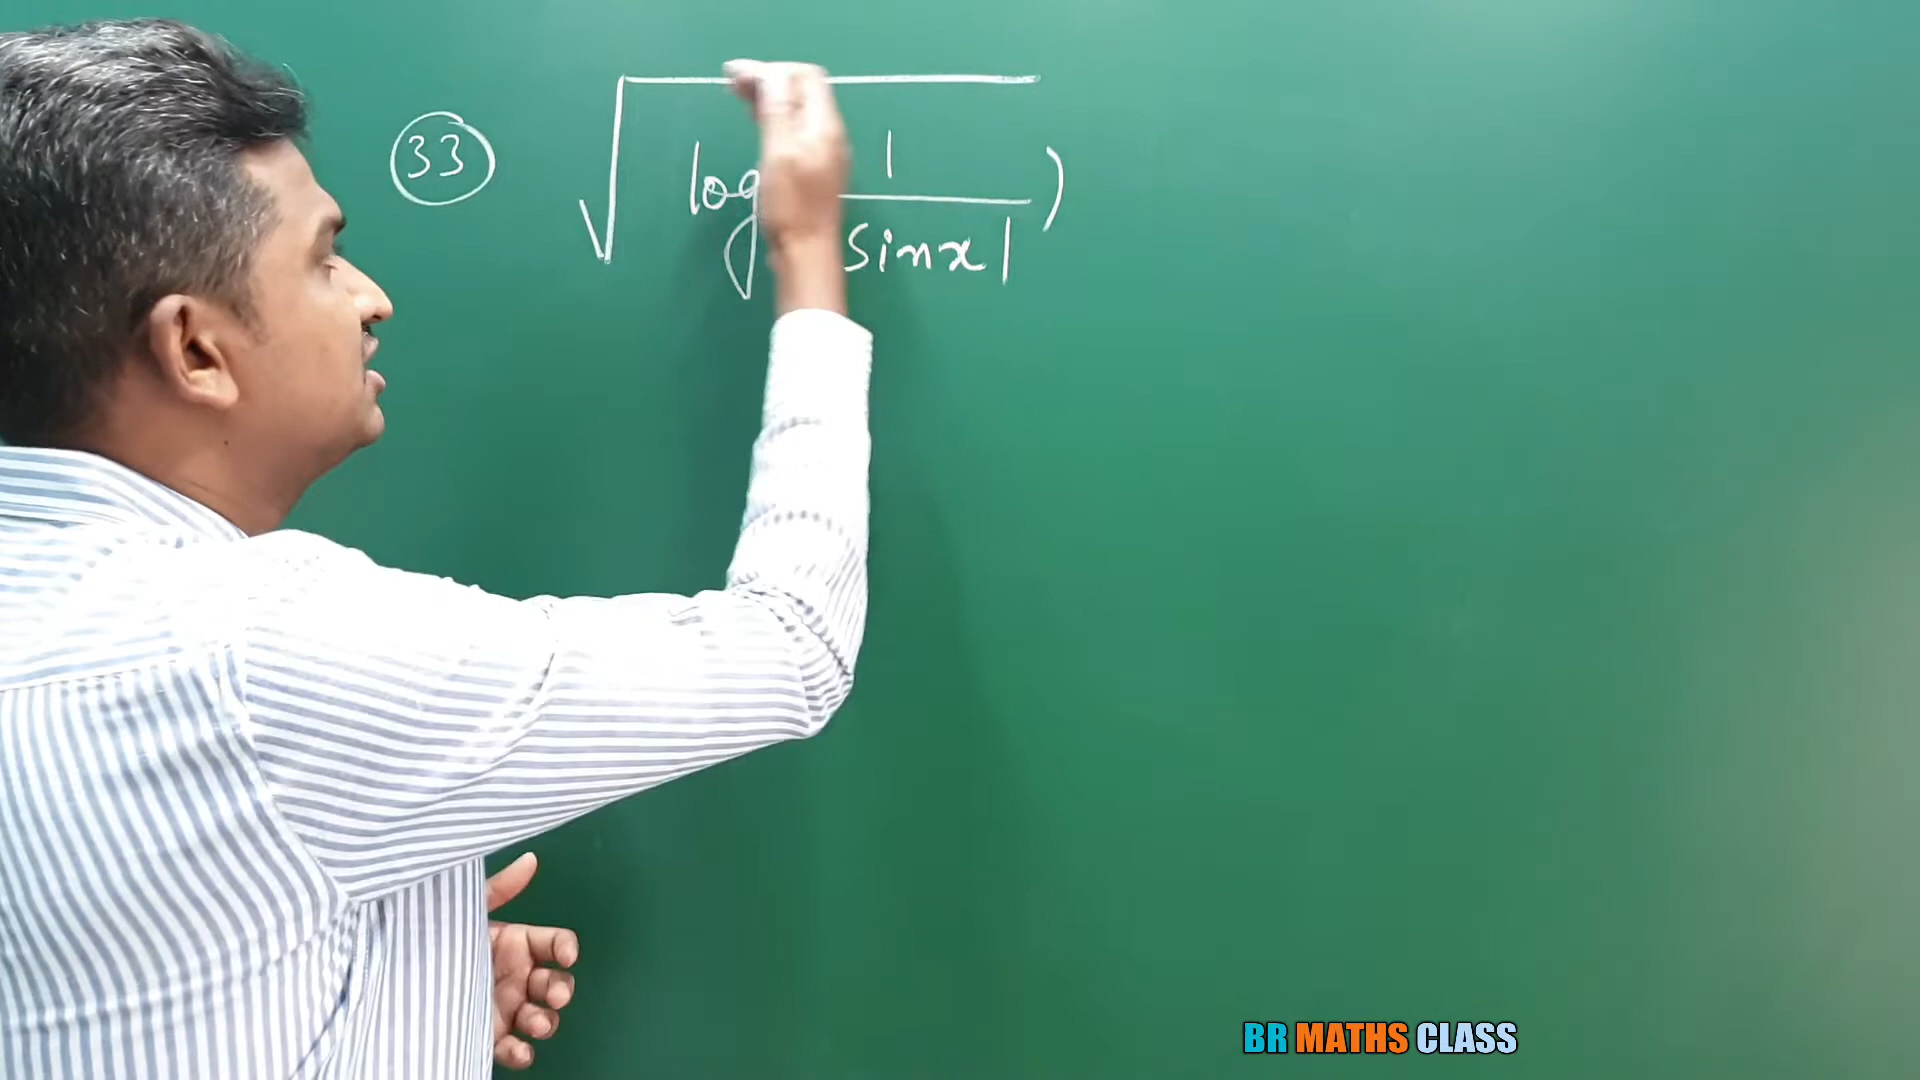 33
√ log 1 / sinx| )
BR MATHS CLASS